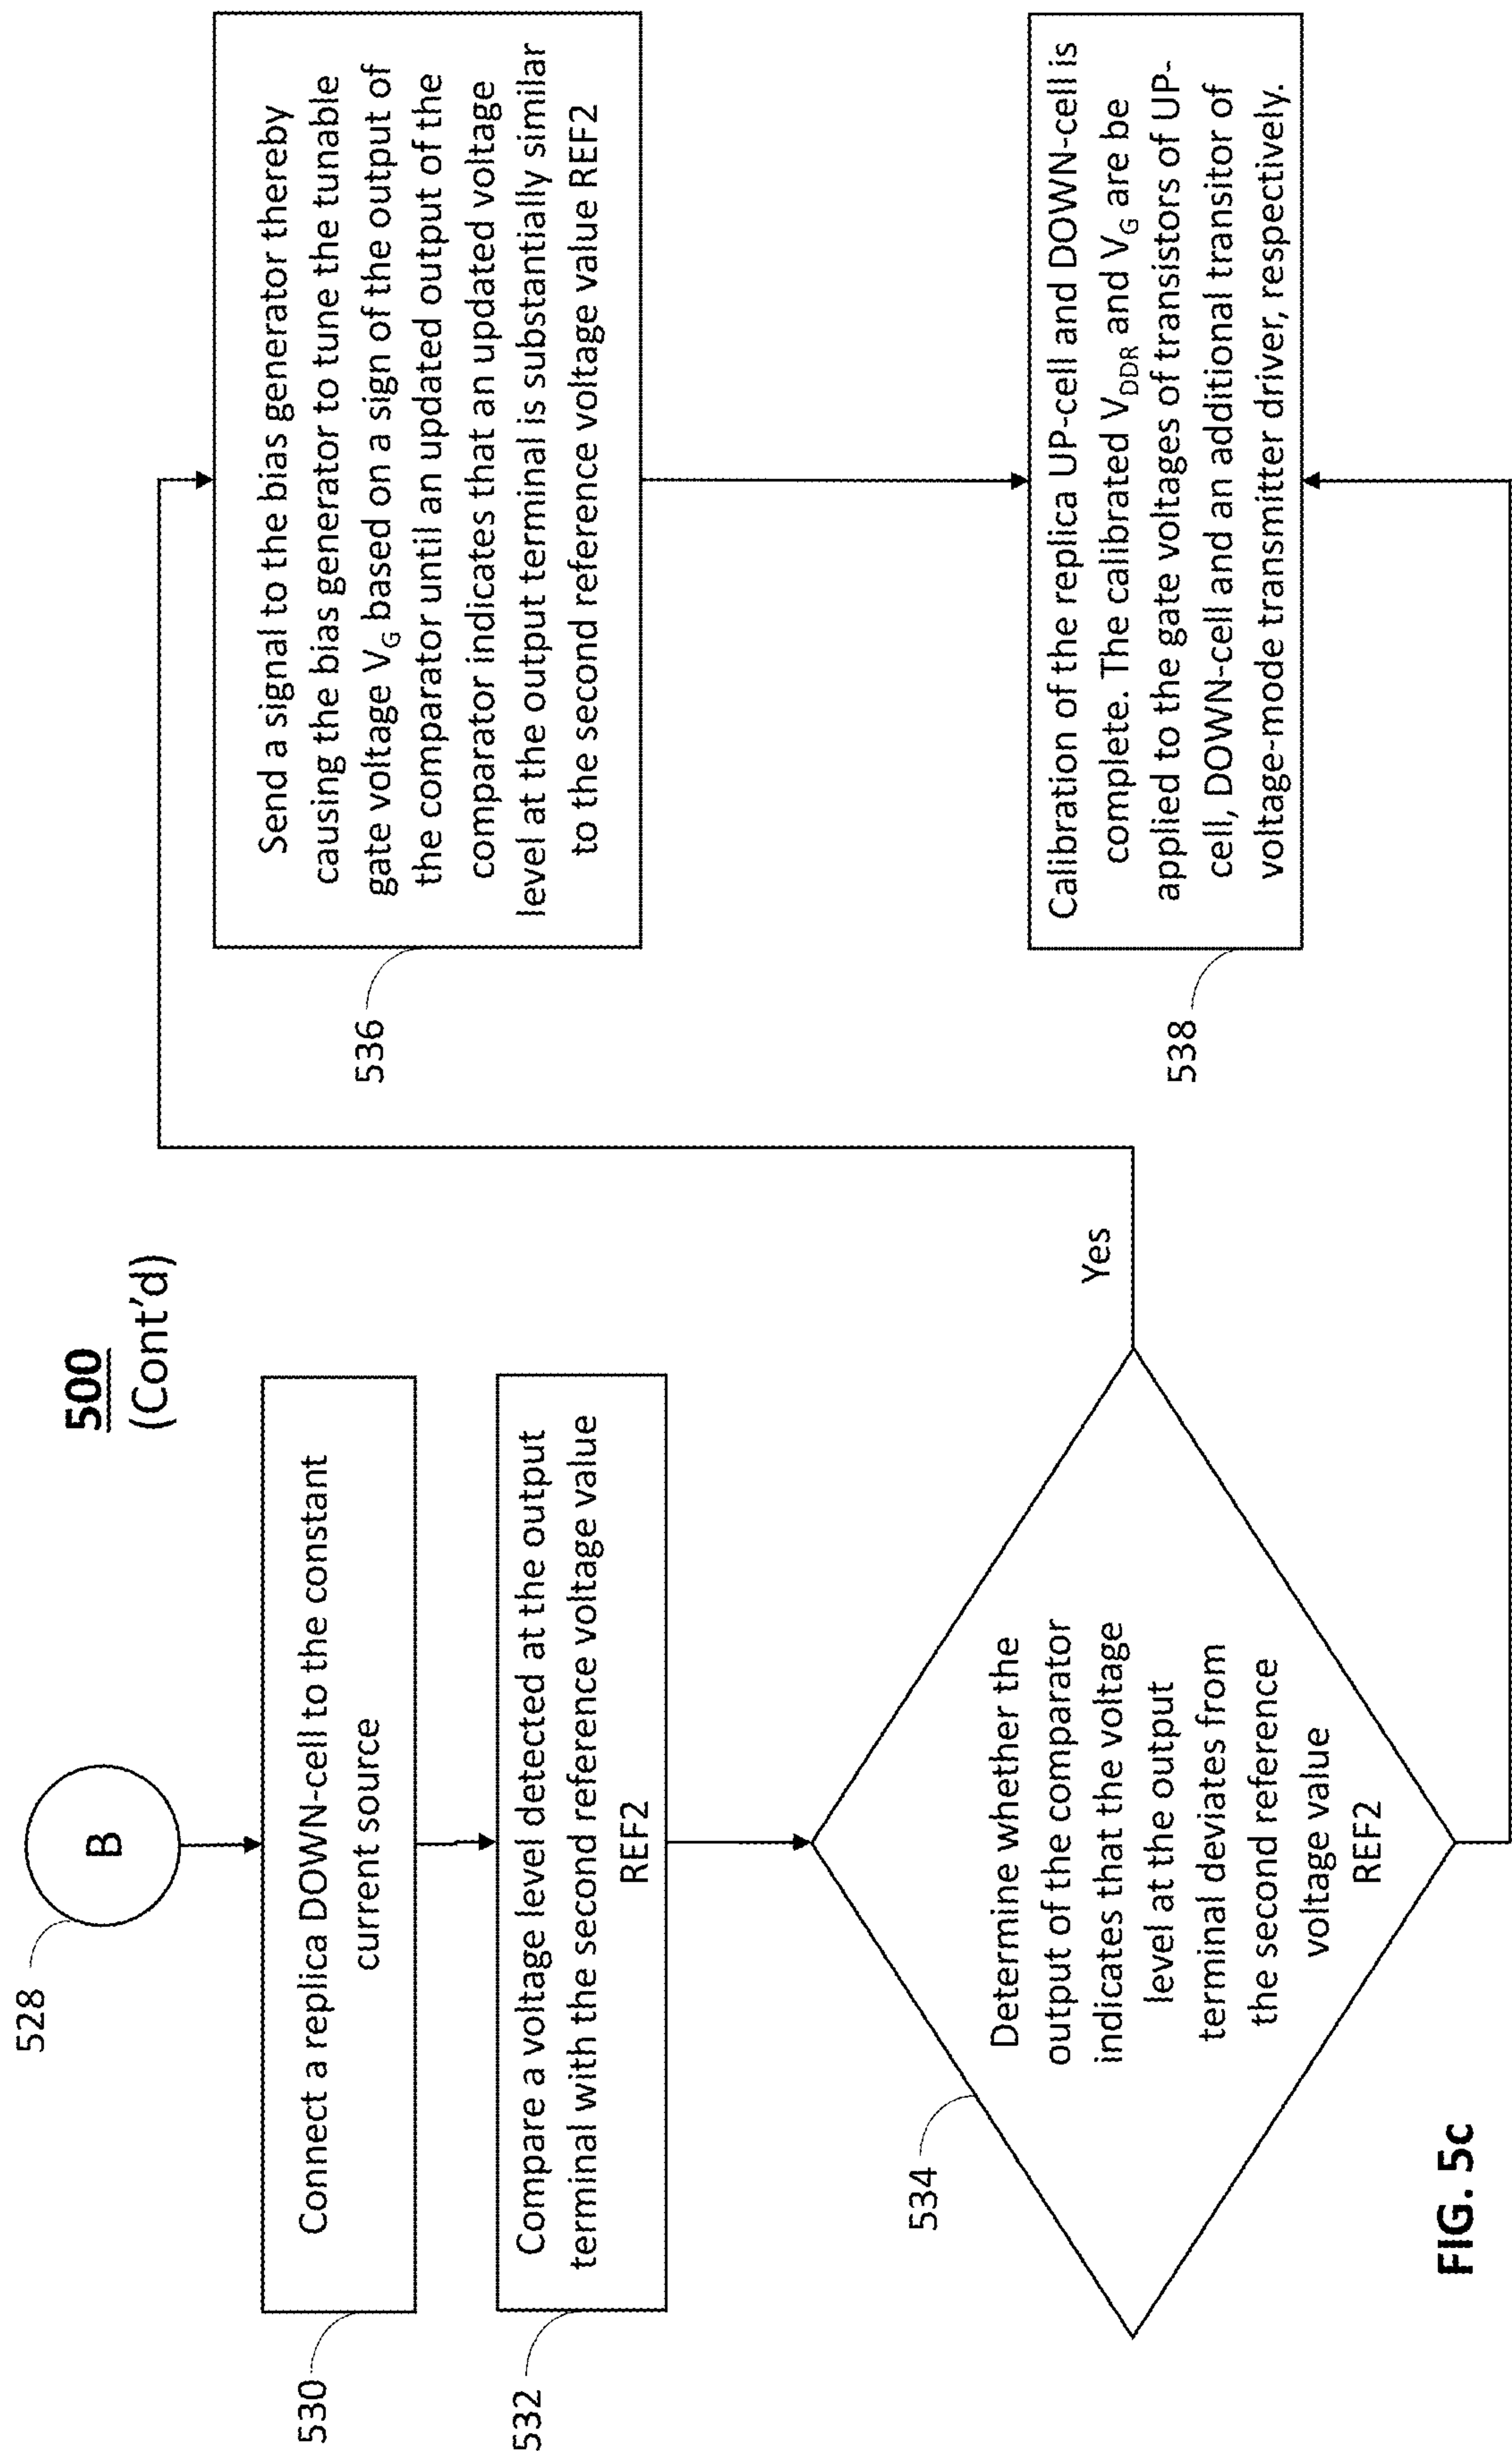 500
(Cont'd)
528
B
530
Connect a replica DOWN-cell to the constant
current source
532
Compare a voltage level detected at the output
terminal with the second reference voltage value
REF2
534
Determine whether the
output of the comparator
indicates that the voltage
level at the output
terminal deviates from
the second reference
voltage value
REF2
Yes
536
Send a signal to the bias generator thereby
causing the bias generator to tune the tunable
gate voltage VG based on a sign of the output of
the comparator until an updated output of the
comparator indicates that an updated voltage
level at the output terminal is substantially similar
to the second reference voltage value REF2
538
Calibration of the replica UP-cell and DOWN-cell is
complete. The calibrated VDDR and VG are be
applied to the gate voltages of transistors of UP-
cell, DOWN-cell and an additional transitor of
voltage-mode transmitter driver, respectively.
FIG. 5c